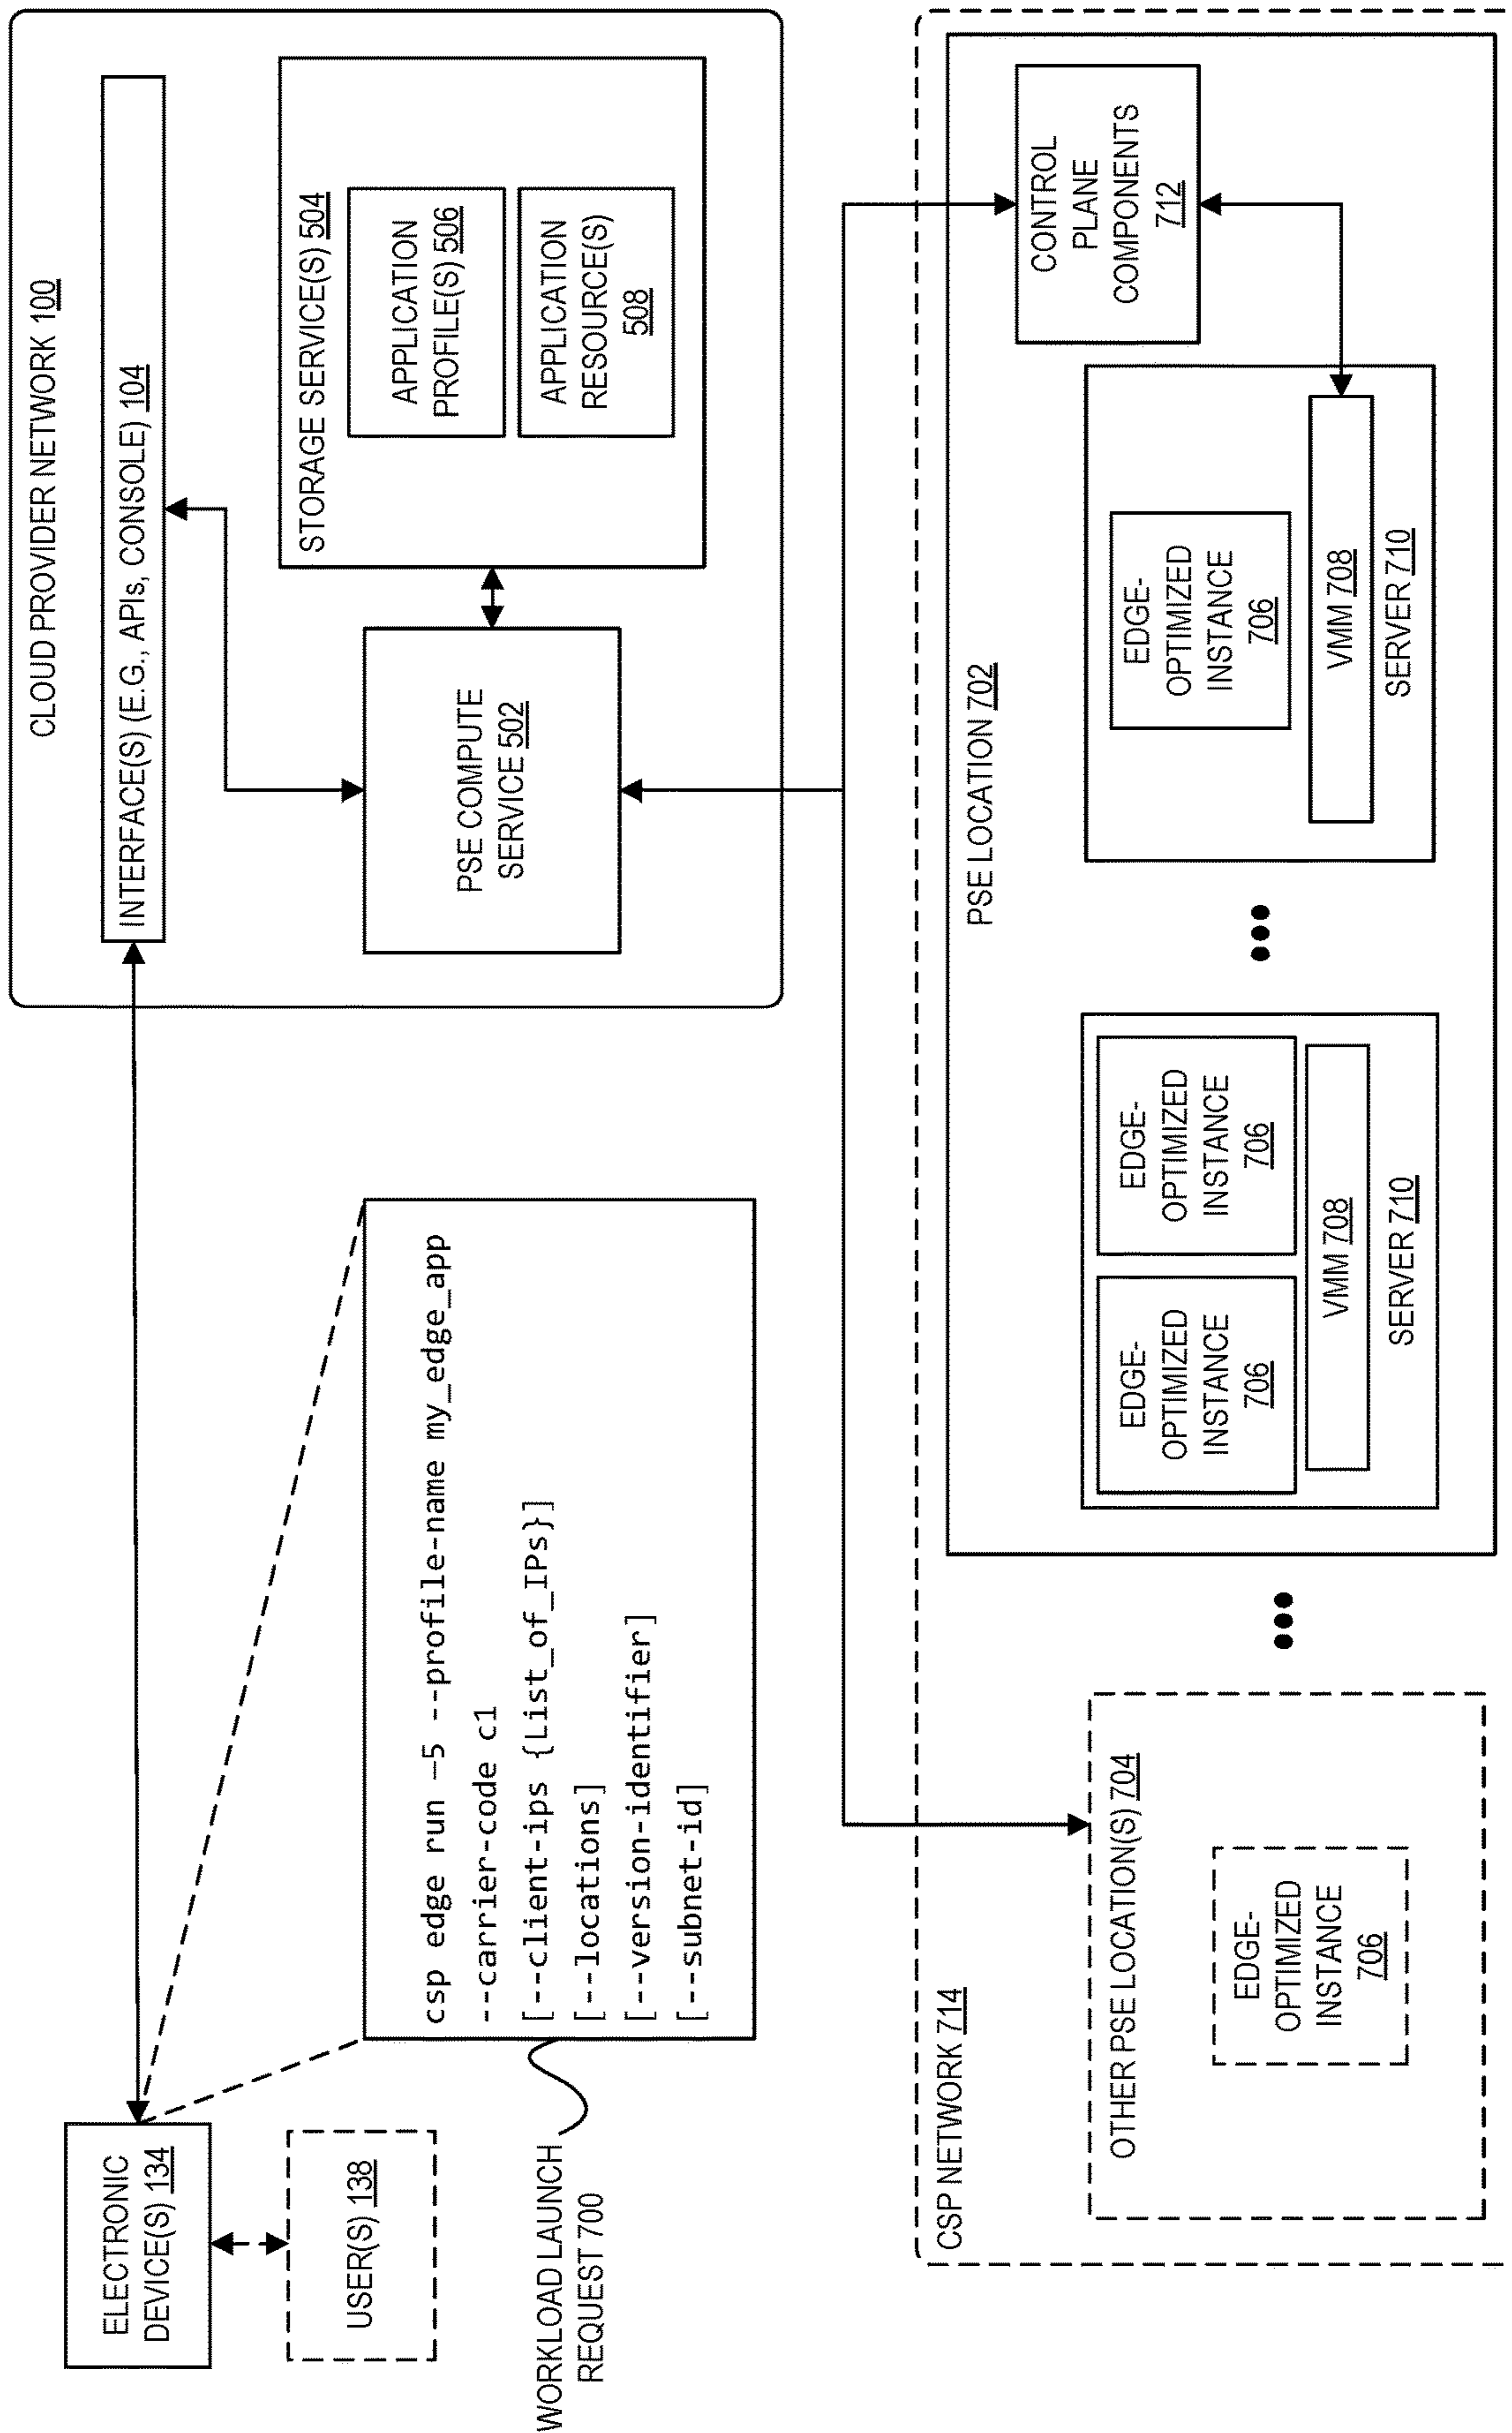 ELECTRONIC
DEVICE(S) 134
USER(S) 138
WORKLOAD LAUNCH
REQUEST 700
csp edge run –5 --profile-name my_edge_app
--carrier-code c1
[--client-ips {List_of_IPs}]
[--locations]
[--version-identifier]
[--subnet-id]
CLOUD PROVIDER NETWORK 100
INTERFACE(S) (E.G., APIs, CONSOLE) 104
PSE COMPUTE
SERVICE 502
STORAGE SERVICE(S) 504
APPLICATION
PROFILE(S) 506
APPLICATION
RESOURCE(S)
508
CSP NETWORK 714
OTHER PSE LOCATION(S) 704
EDGE-
OPTIMIZED
INSTANCE
706
PSE LOCATION 702
EDGE-
OPTIMIZED
INSTANCE
706
EDGE-
OPTIMIZED
INSTANCE
706
VMM 708
SERVER 710
EDGE-
OPTIMIZED
INSTANCE
706
VMM 708
SERVER 710
CONTROL
PLANE
COMPONENTS
712